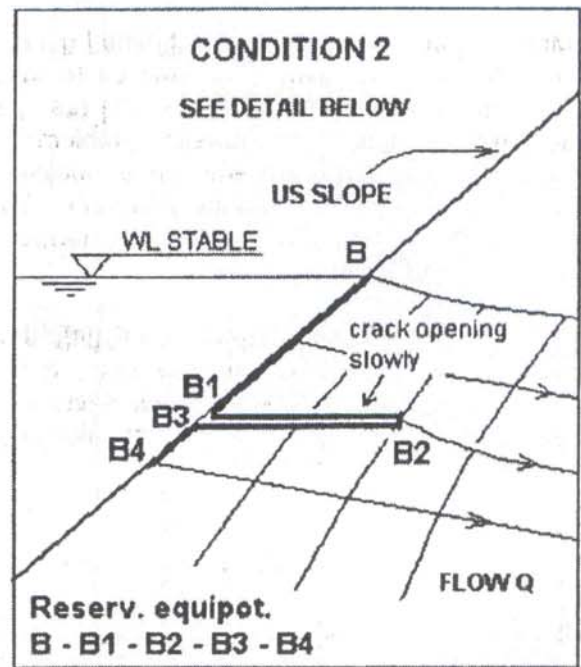 CONDITION 2
SEE DETAIL BELOW
US SLOPE
WL STABLE
B
crack opening
slowly
B1
B3
B4
B2
FLOW Q
Reserv. equipot.
B - B1 - B2 - B3 - B4